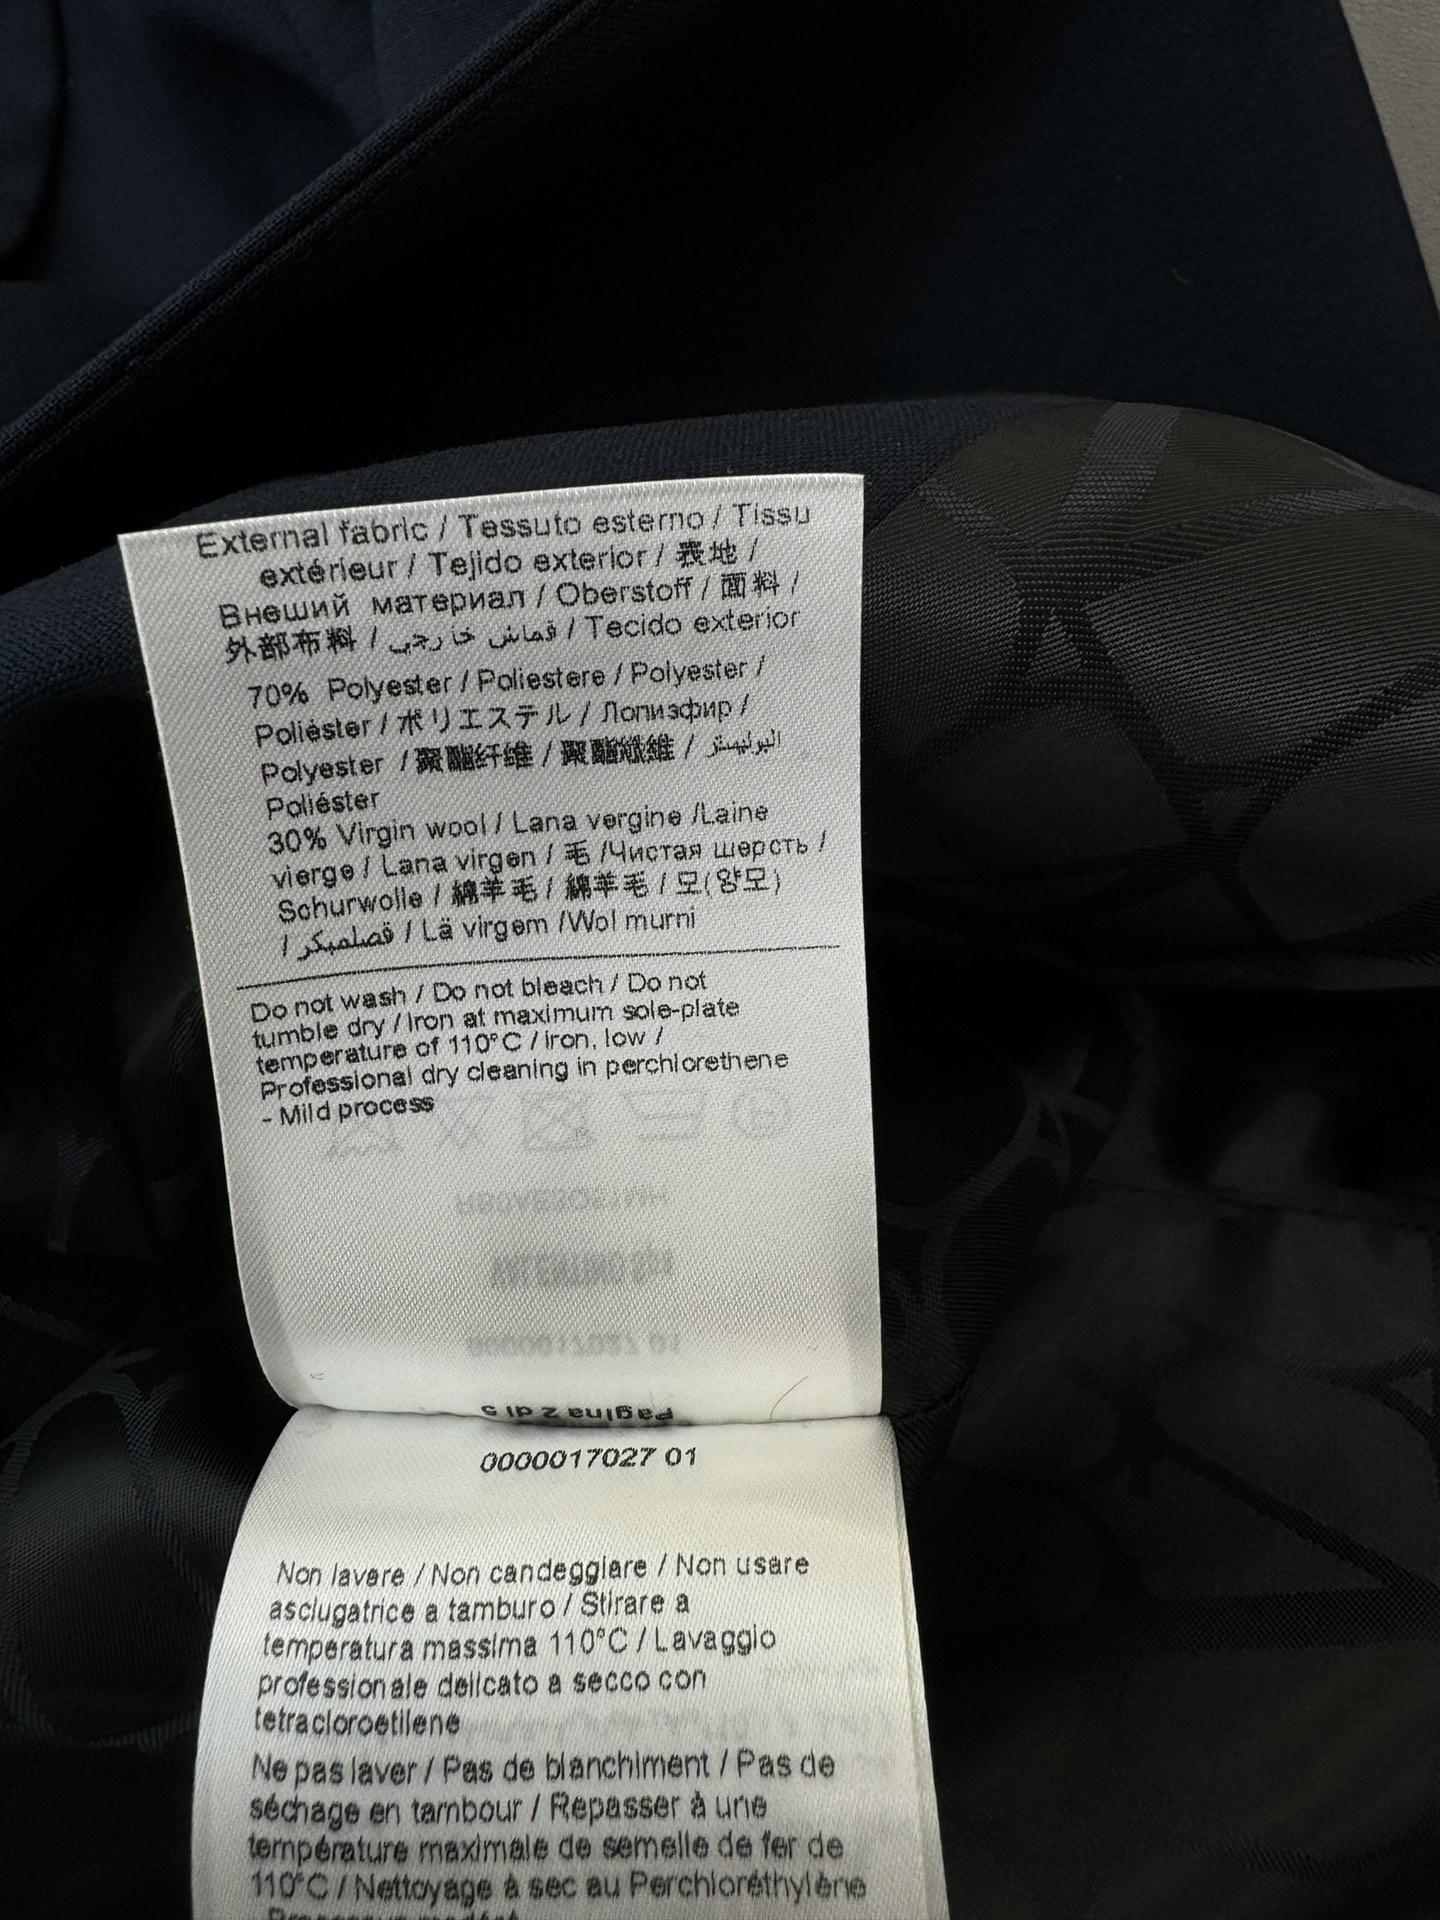 External fabric / Tessuto esterno / Tissu
extérieur / Tejido exterior / 表地 /
Внеший материал / Oberstoff / 面料 /
外部布料 / قماش خارجي / Tecido exterior
70% Polyester / Poliestere / Polyester /
Poliéster / ポリエステル / Лопиэфир /
Polyester / 聚酯纤维 / 聚酯纖維 / البوليستر
Poliéster
30% Virgin wool / Lana vergine /Laine
vierge / Lana virgen / 毛 /Чистая шерсть /
Schurwolle / 綿羊毛 / 綿羊毛 / 모(양모)
/ / Lä virgem /Wol murni
Do not wash / Do not bleach / Do not
tumble dry / Iron at maximum sole-plate
temperature of 110°C / iron, low /
Professional dry cleaning in perchlorethene
- Mild process
0000017027 01
Non lavare / Non candeggiare / Non usare
asciugatrice a tamburo / Stirare a
temperatura massima 110°C / Lavaggio
professionale delicato a secco con
tetracloroetilene
Ne pas laver / Pas de blanchiment / Pas de
séchage en tambour / Repasser à une
température maximale de semelle de fer de
110°C / Nettoyage à sec au Perchloréthylène